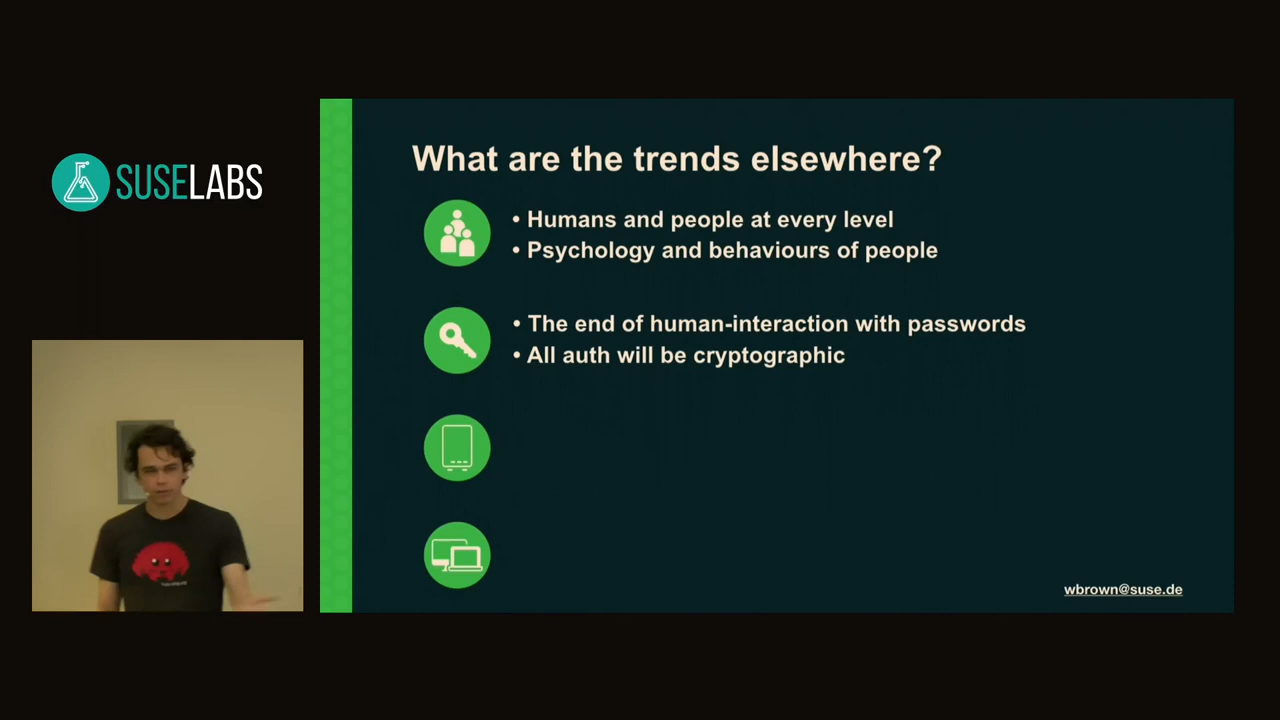 SUSELABS
What are the trends elsewhere?
• Humans and people at every level
• Psychology and behaviours of people
• The end of human-interaction with passwords
• All auth will be cryptographic
wbrown@suse.de